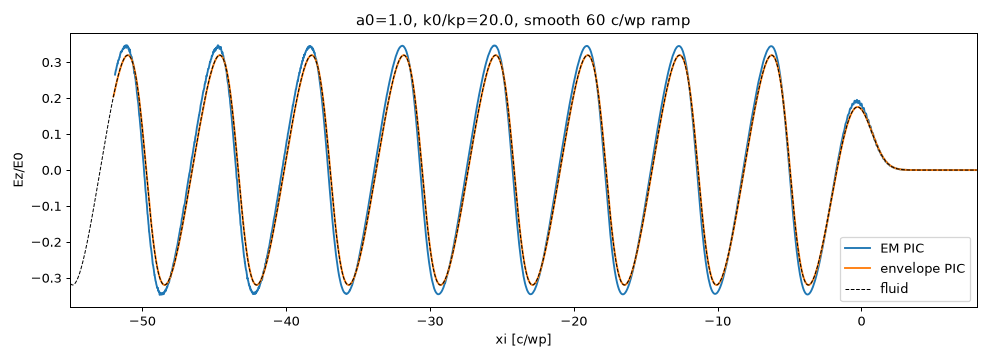 a0=1.0, k0/kp=20.0, smooth 60 c/wp ramp
Ez/E0
0.3
0.2
0.1
0.0
−0.1
−0.2
−0.3
EM PIC
envelope PIC
fluid
−50
−40
−30
−20
−10
0
xi [c/wp]